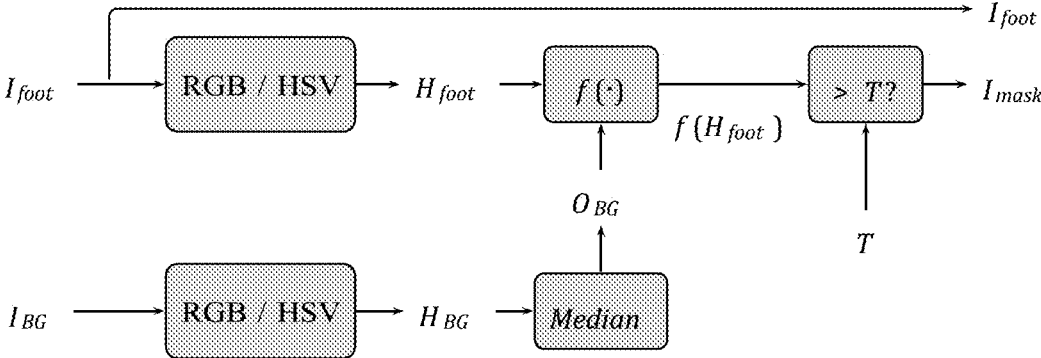 I_foot
I_foot RGB / HSV H_foot f(·) > T? I_mask
f(H_foot)
O_BG
T
I_BG RGB / HSV H_BG Median